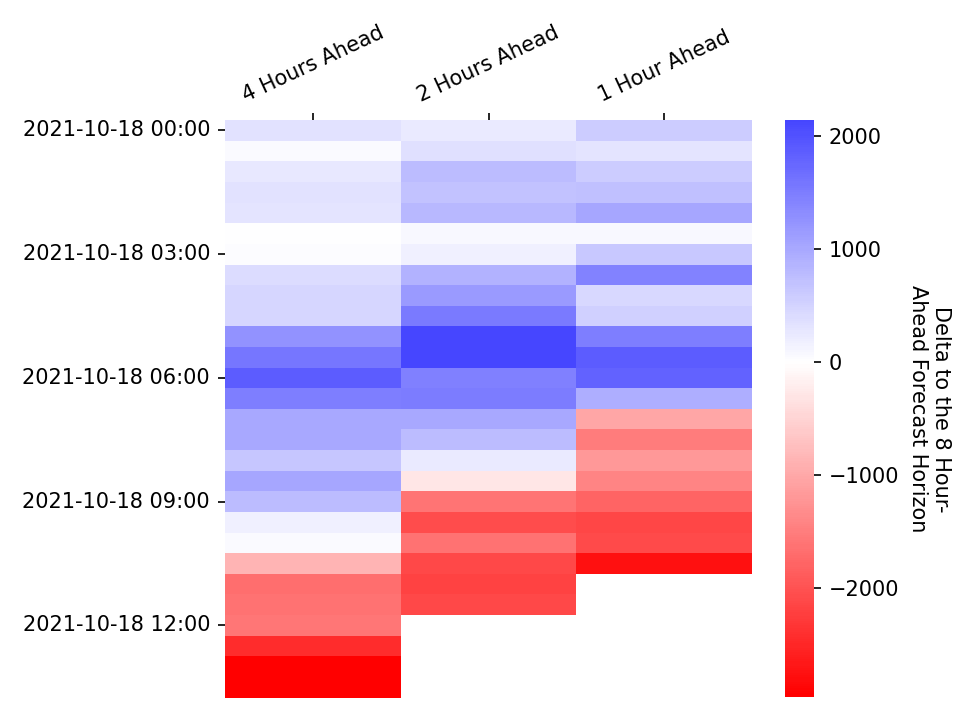 4 Hours Ahead
2 Hours Ahead
1 Hour Ahead
2021-10-18 00:00
2021-10-18 03:00
2021-10-18 06:00
2021-10-18 09:00
2021-10-18 12:00
2000
1000
0
−1000
−2000
Delta to the 8 Hour-
Ahead Forecast Horizon